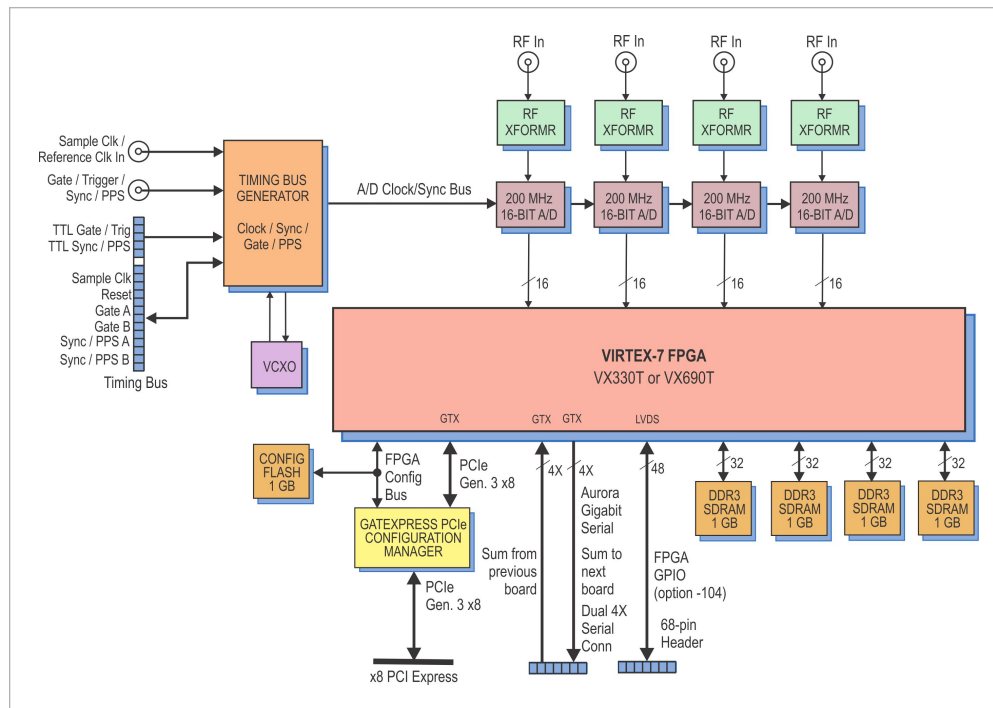 RF In
RF In
RF In
RF In
RF
XFORMR
RF
XFORMR
RF
XFORMR
RF
XFORMR
Sample Clk /
Reference Clk In
Gate / Trigger /
Sync / PPS
TTL Gate / Trig
TTL Sync / PPS
Sample Clk
Reset
Gate A
Gate B
Sync / PPS A
Sync / PPS B
Timing Bus
TIMING BUS
GENERATOR
Clock / Sync /
Gate / PPS
VCXO
A/D Clock/Sync Bus
200 MHz
16-BIT A/D
200 MHz
16-BIT A/D
200 MHz
16-BIT A/D
200 MHz
16-BIT A/D
16
16
16
16
VIRTEX-7 FPGA
VX330T or VX690T
GTX
GTX
GTX
LVDS
CONFIG
FLASH
1 GB
FPGA
Config
Bus
PCIe
Gen. 3 x8
4X
4X
48
32
32
32
32
GATEXPRESS PCIe
CONFIGURATION
MANAGER
PCIe
Gen. 3 x8
x8 PCI Express
Sum from
previous
board
Aurora
Gigabit
Serial
Sum to
next
board
Dual 4X
Serial
Conn
FPGA
GPIO
(option -104)
68-pin
Header
DDR3
SDRAM
1 GB
DDR3
SDRAM
1 GB
DDR3
SDRAM
1 GB
DDR3
SDRAM
1 GB